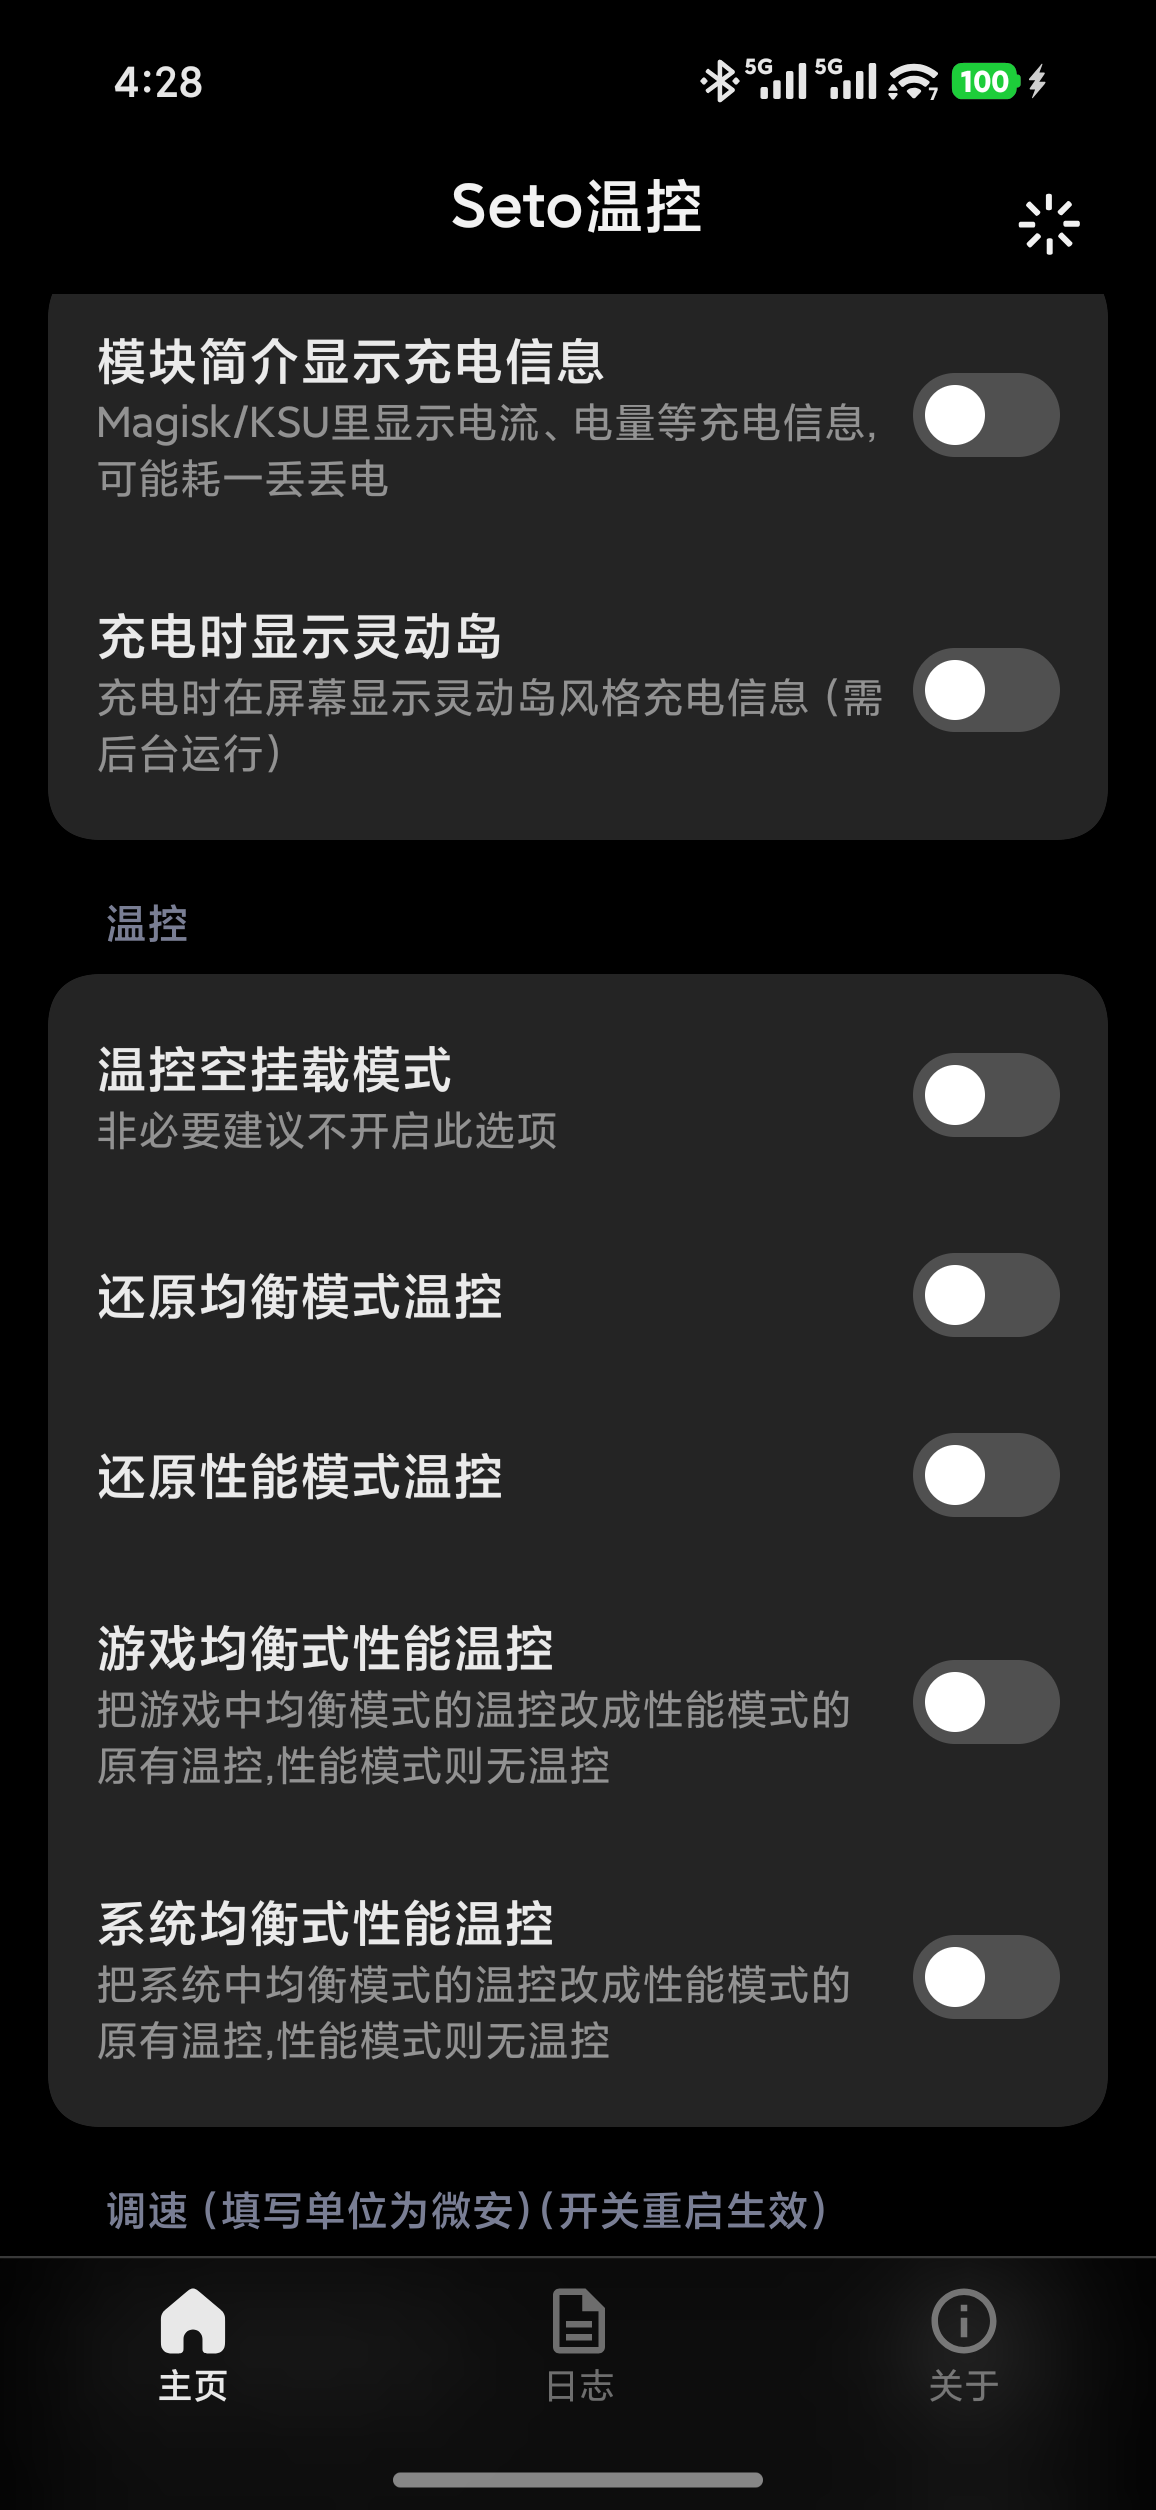 4:28
5G 5G 7 100
Seto温控
模块简介显示充电信息
Magisk/KSU里显示电流、电量等充电信息,
可能耗一丢丢电
充电时显示灵动岛
充电时在屏幕显示灵动岛风格充电信息（需
后台运行）
温控
温控空挂载模式
非必要建议不开启此选项
还原均衡模式温控
还原性能模式温控
游戏均衡式性能温控
把游戏中均衡模式的温控改成性能模式的
原有温控,性能模式则无温控
系统均衡式性能温控
把系统中均衡模式的温控改成性能模式的
原有温控,性能模式则无温控
调速（填写单位为微安）（开关重启生效）
主页 日志 关于